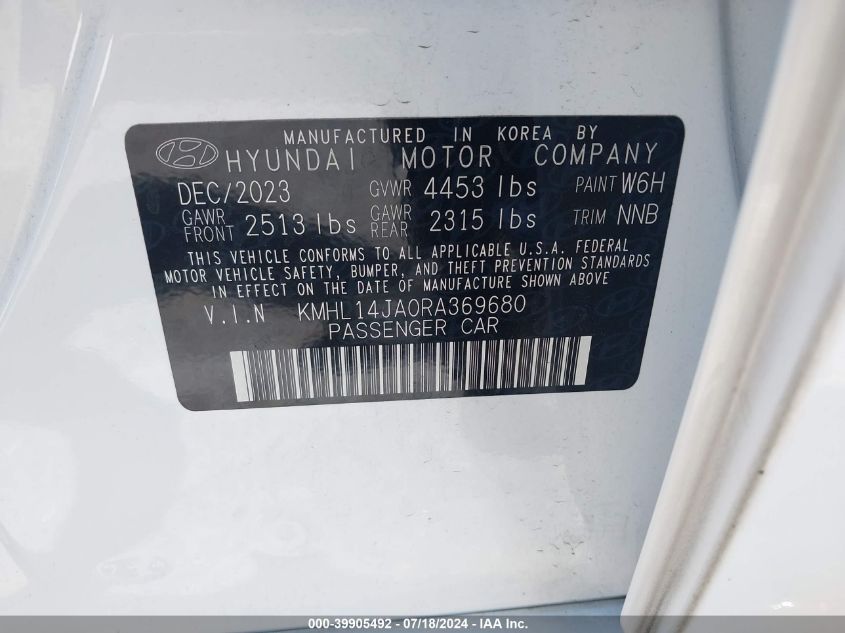 MANUFACTURED IN KOREA BY
HYUNDAI MOTOR COMPANY
DEC/2023 GVWR 4453 lbs PAINT W6H
GAWR FRONT 2513 lbs GAWR REAR 2315 lbs TRIM NNB
THIS VEHICLE CONFORMS TO ALL APPLICABLE U.S.A. FEDERAL
MOTOR VEHICLE SAFETY, BUMPER, AND THEFT PREVENTION STANDARDS
IN EFFECT ON THE DATE OF MANUFACTURE SHOWN ABOVE
V.I.N KMHL14JA0RA369680
PASSENGER CAR
000-39905492 - 07/18/2024 - IAA Inc.